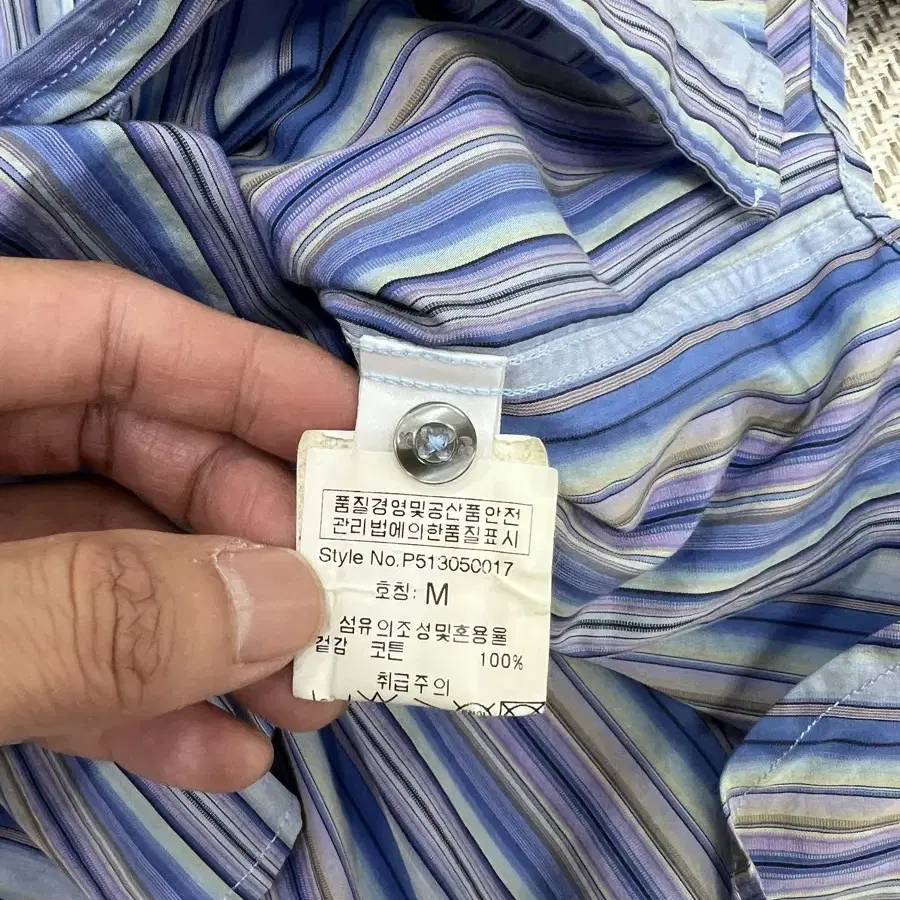 품질경영및공산품안전
관리법에의한품질표시
Style No.P513050017
호칭: M
섬유의조성및혼용율
겉감 코튼 100%
취급주의